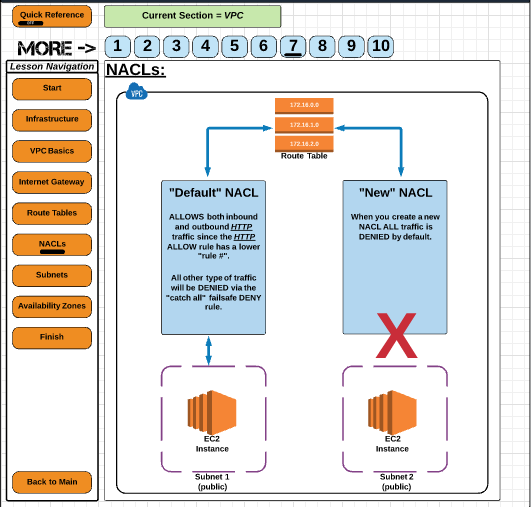 Quick Reference
OFF
Current Section = VPC
MORE ->
1 2 3 4 5 6 7 8 9 10
Lesson Navigation
Start
Infrastructure
VPC Basics
Internet Gateway
Route Tables
NACLs
Subnets
Availability Zones
Finish
Back to Main
NACLs:
VPC
172.16.0.0
172.16.1.0
172.16.2.0
Route Table
"Default" NACL
ALLOWS both inbound
and outbound HTTP
traffic since the HTTP
ALLOW rule has a lower
"rule #".
All other type of traffic
will be DENIED via the
"catch all" failsafe DENY
rule.
"New" NACL
When you create a new
NACL ALL traffic is
DENIED by default.
X
EC2
Instance
Subnet 1
(public)
EC2
Instance
Subnet 2
(public)